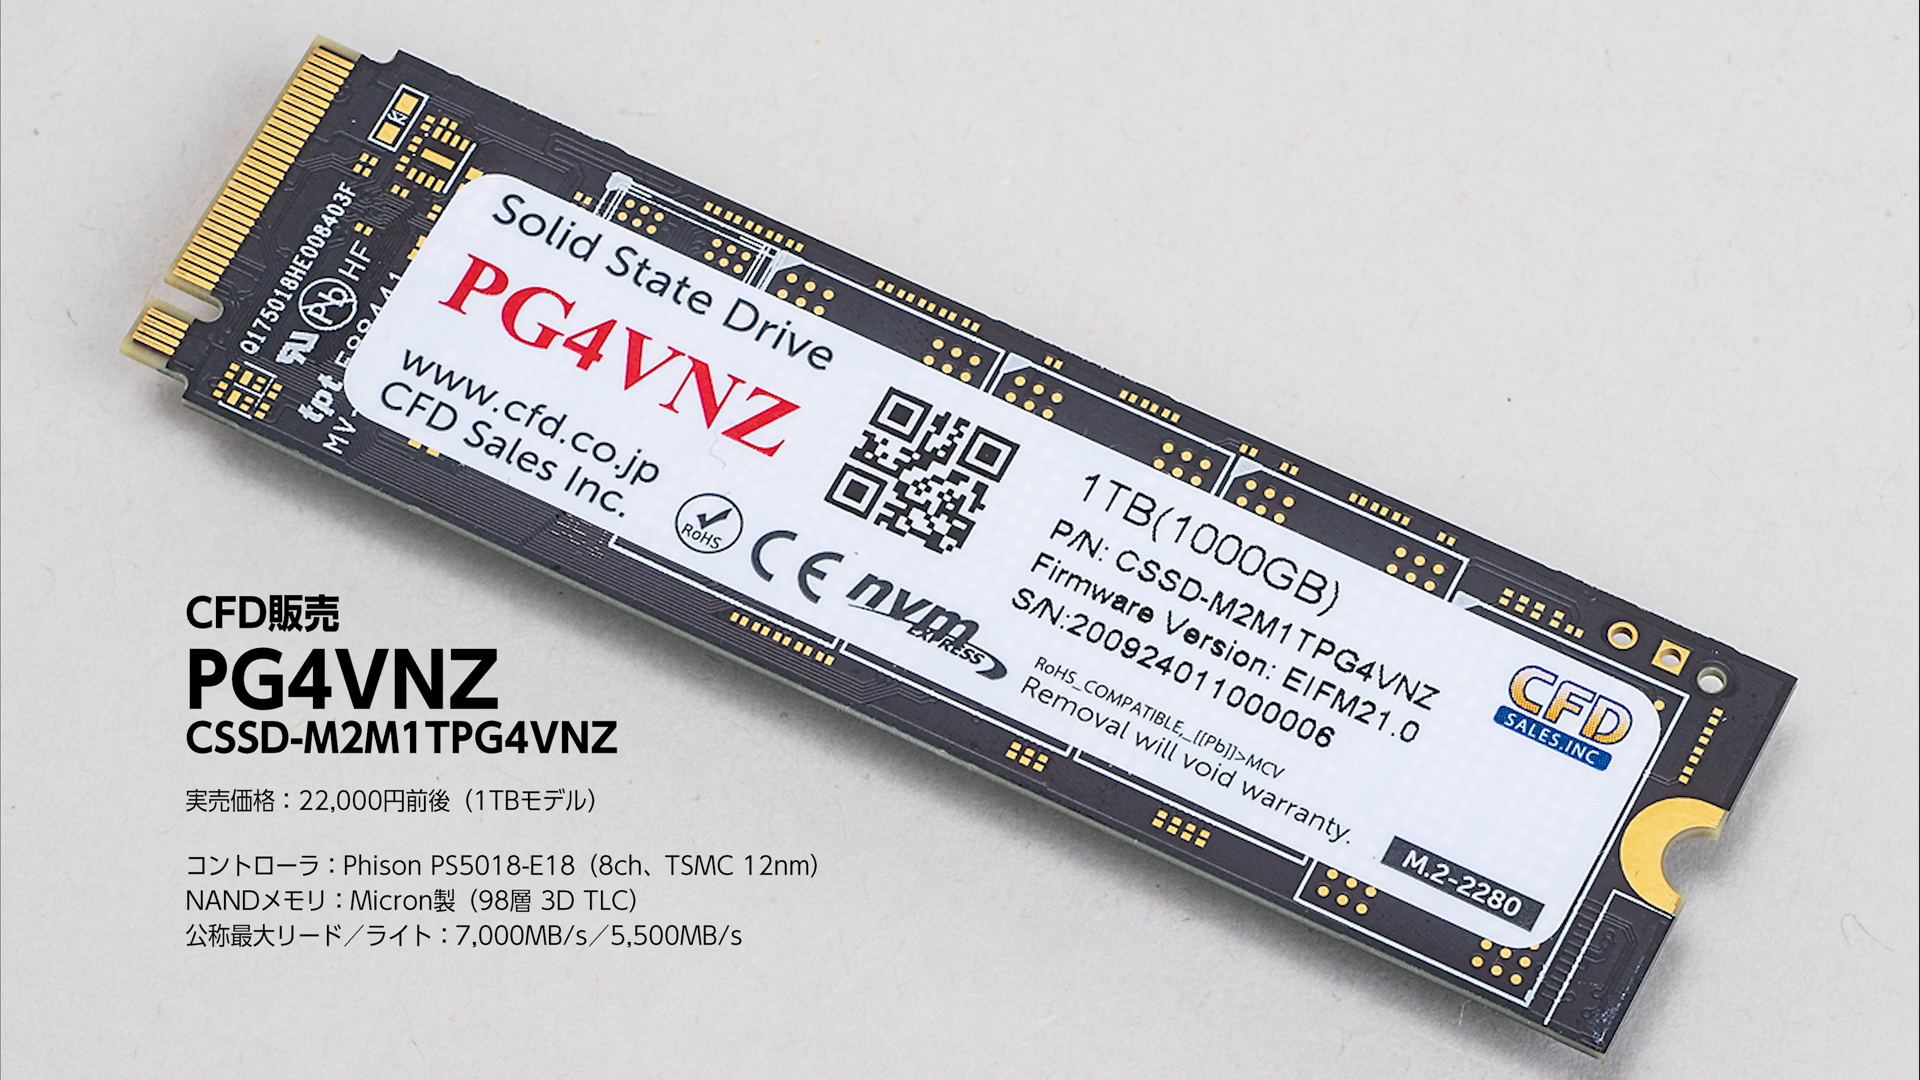 Q175018HE008403F
Pb HF
tpt
MV-
Solid State Drive
PG4VNZ
www.cfd.co.jp
CFD Sales Inc.
RoHS
CE
nvm
EXPRESS
1TB(1000GB)
P/N: CSSD-M2M1TPG4VNZ
Firmware Version: EIFM21.0
S/N:200924011000006
RoHS_COMPATIBLE,_[[Pb]]>MCV
Removal will void warranty.
CFD
SALES.INC
M.2-2280
CFD販売
PG4VNZ
CSSD-M2M1TPG4VNZ
実売価格：22,000円前後（1TBモデル）
コントローラ：Phison PS5018-E18（8ch、TSMC 12nm）
NANDメモリ：Micron製（98層 3D TLC）
公称最大リード／ライト：7,000MB/s／5,500MB/s